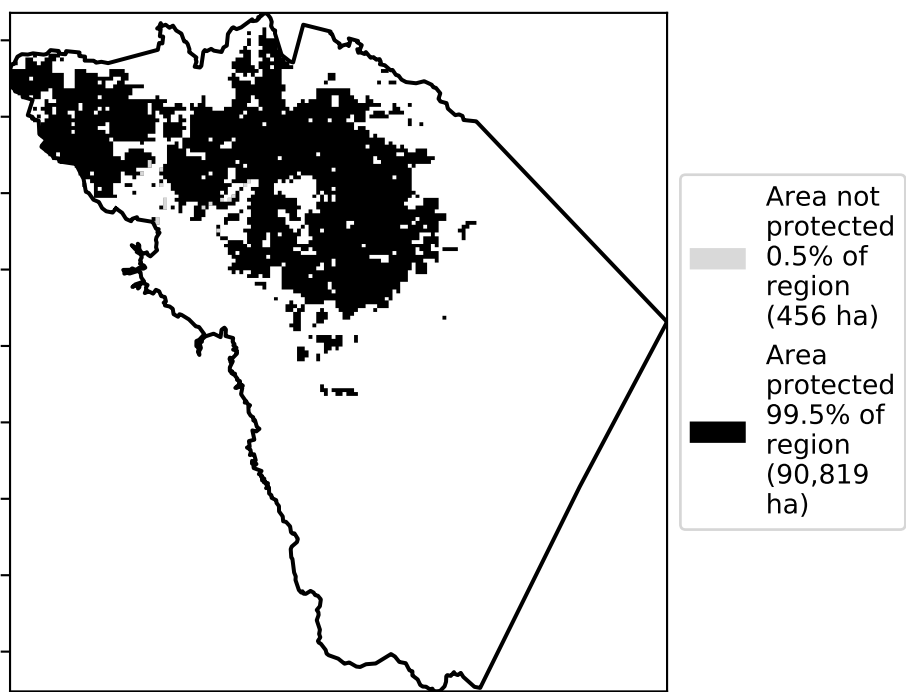 Area not
protected
0.5% of
region
(456 ha)
Area
protected
99.5% of
region
(90,819
ha)